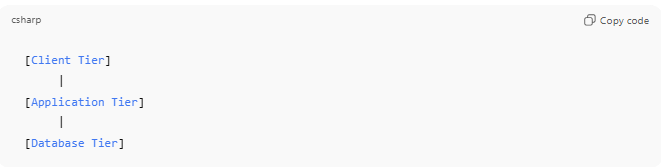 csharp Copy code
[Client Tier]
|
[Application Tier]
|
[Database Tier]